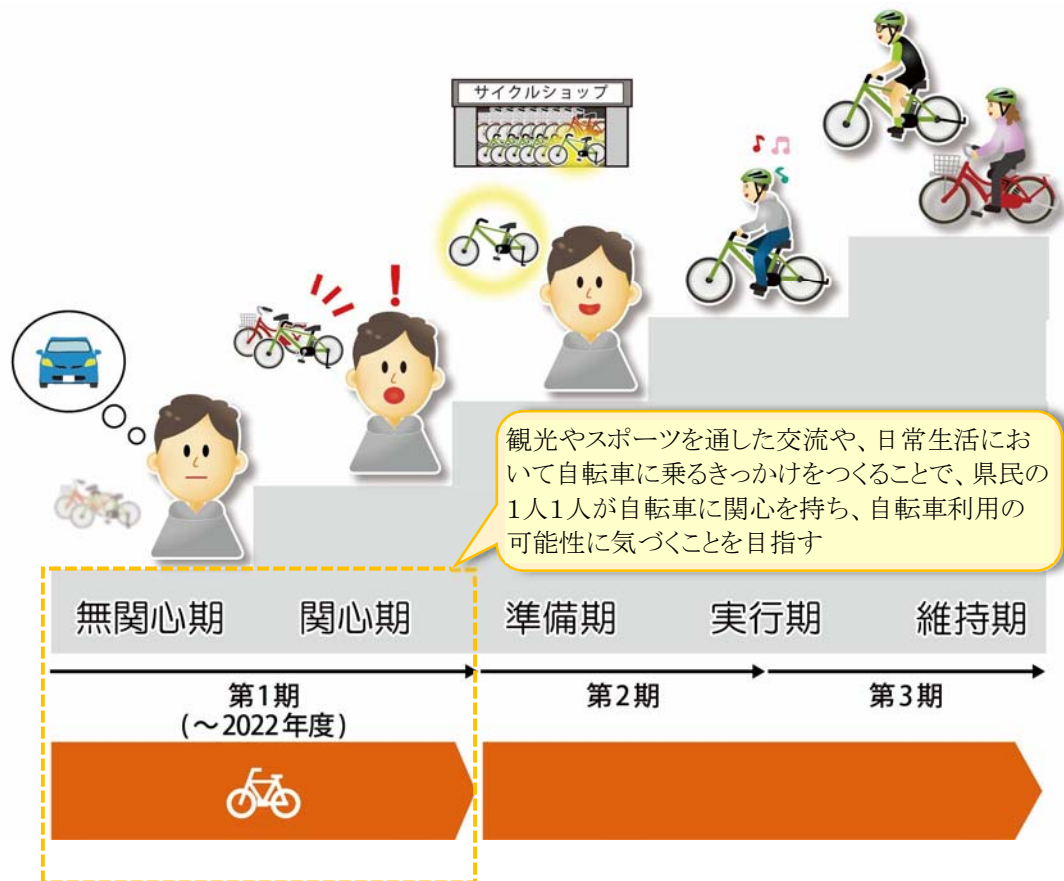 サイクルショップ
観光やスポーツを通した交流や、日常生活にお
いて自転車に乗るきっかけをつくることで、県民の
1人1人が自転車に関心を持ち、自転車利用の
可能性に気づくことを目指す
無関心期
関心期
準備期
実行期
維持期
第1期
(～2022年度)
第2期
第3期